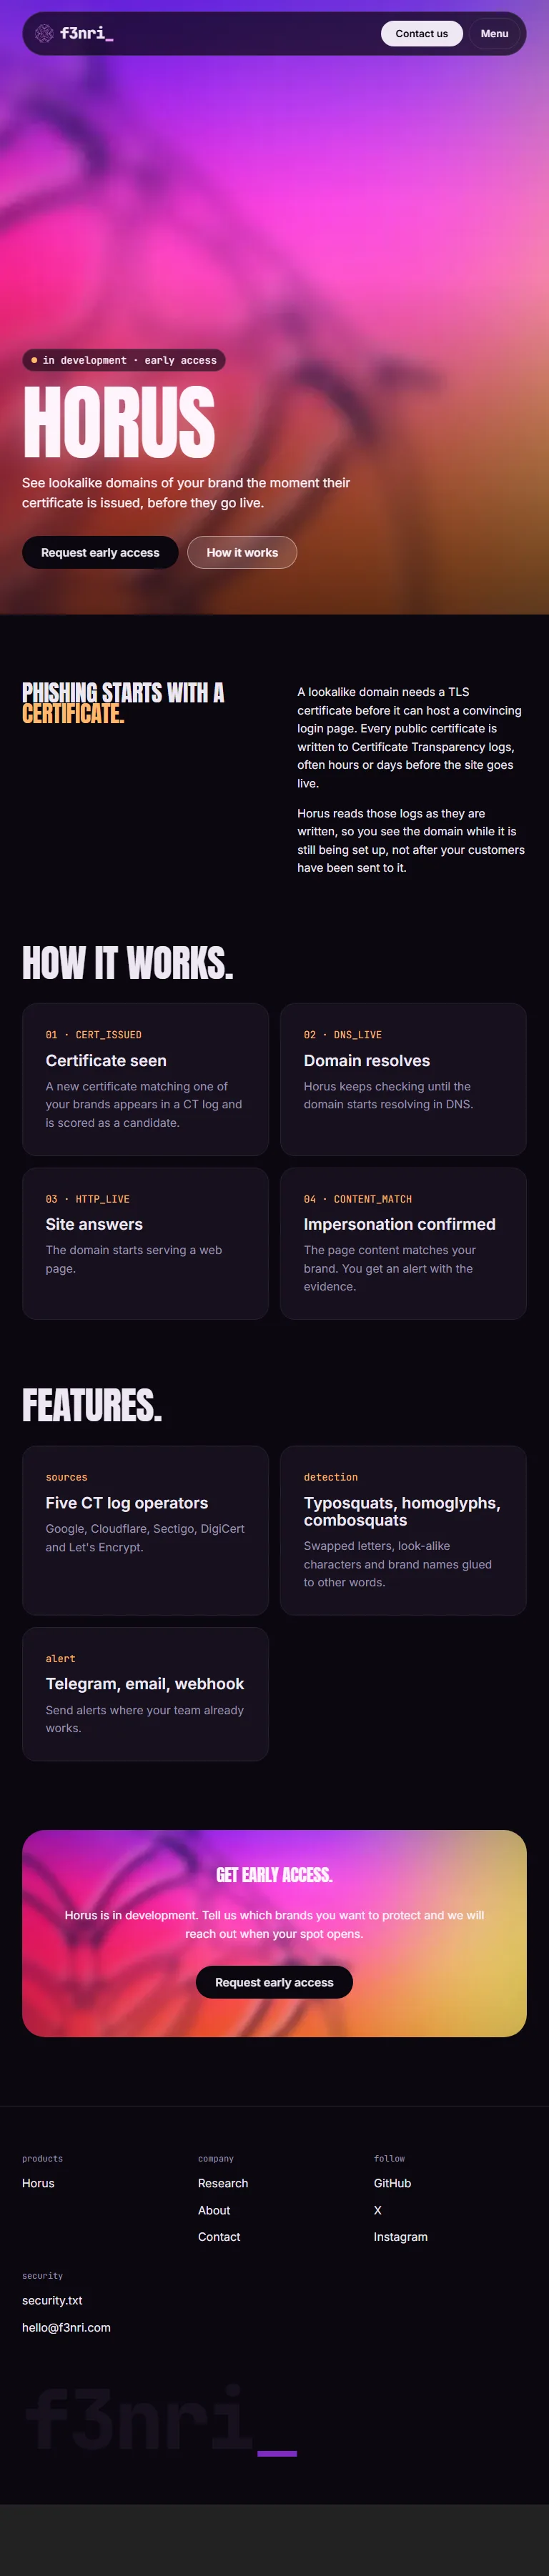 f3nri_
Contact us
Menu
in development · early access
HORUS
See lookalike domains of your brand the moment their
certificate is issued, before they go live.
Request early access
How it works
PHISHING STARTS WITH A
CERTIFICATE.
A lookalike domain needs a TLS
certificate before it can host a convincing
login page. Every public certificate is
written to Certificate Transparency logs,
often hours or days before the site goes
live.
Horus reads those logs as they are
written, so you see the domain while it is
still being set up, not after your customers
have been sent to it.
HOW IT WORKS.
01 · CERT_ISSUED
Certificate seen
A new certificate matching one of
your brands appears in a CT log and
is scored as a candidate.
02 · DNS_LIVE
Domain resolves
Horus keeps checking until the
domain starts resolving in DNS.
03 · HTTP_LIVE
Site answers
The domain starts serving a web
page.
04 · CONTENT_MATCH
Impersonation confirmed
The page content matches your
brand. You get an alert with the
evidence.
FEATURES.
sources
Five CT log operators
Google, Cloudflare, Sectigo, DigiCert
and Let's Encrypt.
detection
Typosquats, homoglyphs,
combosquats
Swapped letters, look-alike
characters and brand names glued
to other words.
alert
Telegram, email, webhook
Send alerts where your team already
works.
GET EARLY ACCESS.
Horus is in development. Tell us which brands you want to protect and we will
reach out when your spot opens.
Request early access
products
Horus
company
Research
About
Contact
follow
GitHub
X
Instagram
security
security.txt
hello@f3nri.com
f3nri_